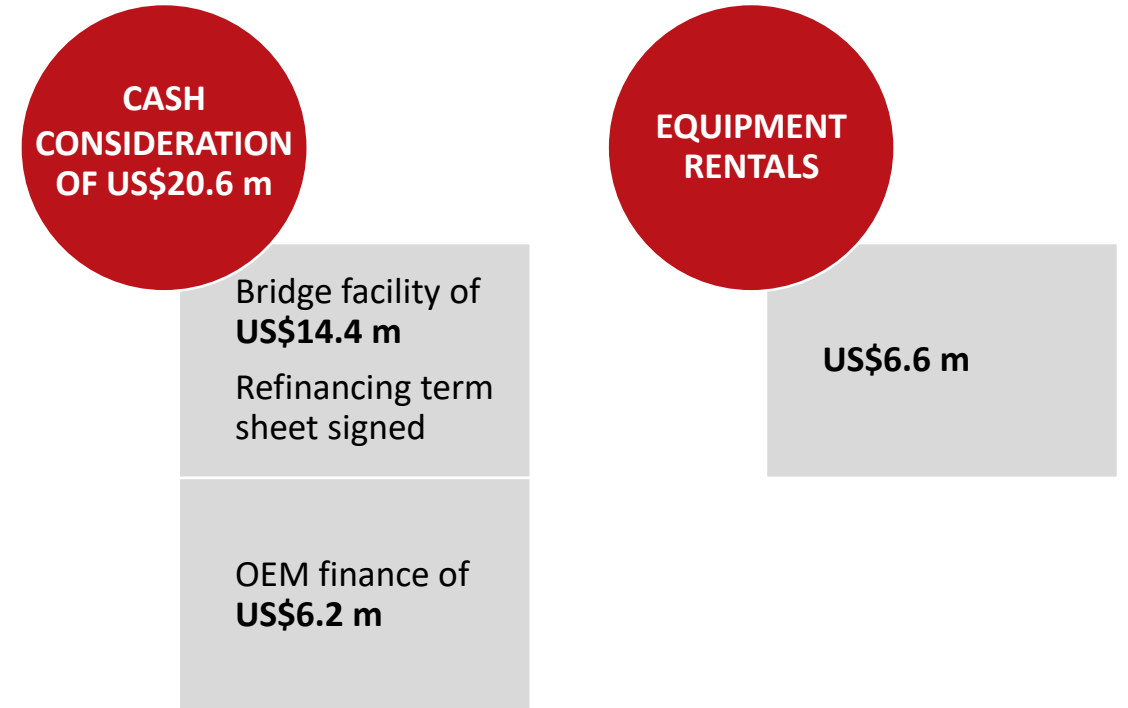 CASH
CONSIDERATION
OF US$20.6 m
Bridge facility of
US$14.4 m
Refinancing term
sheet signed
OEM finance of
US$6.2 m
EQUIPMENT
RENTALS
US$6.6 m